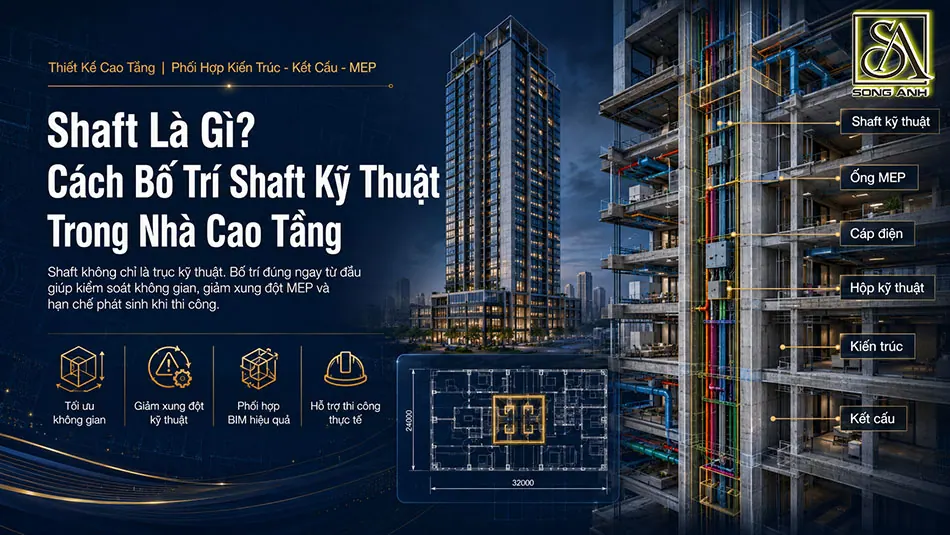 Thiết Kế Cao Tầng | Phối Hợp Kiến Trúc - Kết Cấu - MEP
SA
SONG ANH
Shaft Là Gì?
Cách Bố Trí Shaft Kỹ Thuật
Trong Nhà Cao Tầng
Shaft không chỉ là trục kỹ thuật. Bố trí đúng ngay từ đầu
giúp kiểm soát không gian, giảm xung đột MEP và
hạn chế phát sinh khi thi công.
Tối ưu
không gian
Giảm xung đột
kỹ thuật
Phối hợp
BIM hiệu quả
Hỗ trợ thi công
thực tế
Shaft kỹ thuật
Ống MEP
Cáp điện
Hộp kỹ thuật
Kiến trúc
Kết cấu
24000
32000